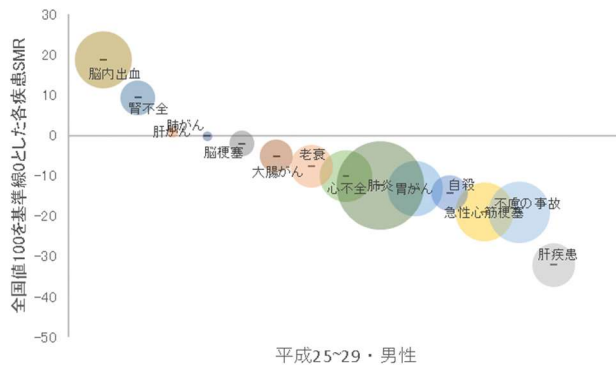 全国値100を基準線0とした各疾患SMR
30
20
10
0
-10
-20
-30
-40
-50
脳内出血
腎不全
肝がん
肺がん
脳梗塞
大腸がん
老衰
心不全
肺炎
胃がん
自殺
急性心筋梗塞
不慮の事故
肝疾患
平成25~29・男性